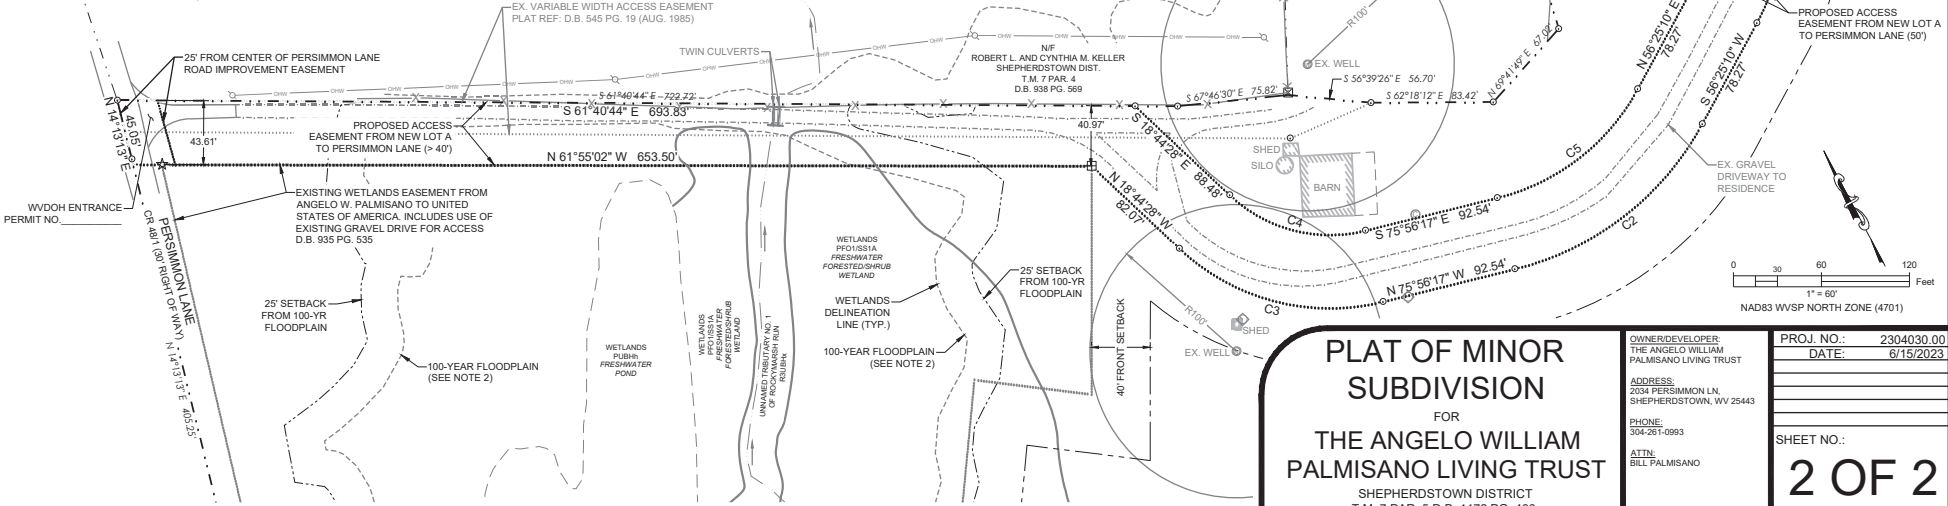 EX. VARIABLE WIDTH ACCESS EASEMENT
PLAT REF: D.B. 545 PG. 19 (AUG. 1985)
25' FROM CENTER OF PERSIMMON LANE
ROAD IMPROVEMENT EASEMENT
TWIN CULVERTS
OHW
OHW
OHW
OHW
OHW
OHW
OHW
OHW
OHW
N/F
ROBERT L. AND CYNTHIA M. KELLER
SHEPHERDSTOWN DIST.
T.M. 7 PAR. 4
D.B. 938 PG. 569
R100'
EX. WELL
S 56°39'26" E 56.70'
S 67°46'30" E 75.82'
S 62°18'12" E 83.42'
N 69°41'49" E 67.02'
N 56°25'10" E
78.27'
S 56°25'10" W
78.27'
PROPOSED ACCESS
EASEMENT FROM NEW LOT A
TO PERSIMMON LANE (50')
S 61°40'44" E 722.72'
S 61°40'44" E 693.83'
N 14°13'13" E
45.05'
43.61'
PROPOSED ACCESS
EASEMENT FROM NEW LOT A
TO PERSIMMON LANE (> 40')
N 61°55'02" W 653.50'
40.97'
S 18°44'28" E 88.48'
N 18°44'28" W
82.07'
SHED
SILO
BARN
C5
C4
S 75°56'17" E 92.54'
C2
N 75°56'17" W 92.54'
C3
EX. GRAVEL
DRIVEWAY TO
RESIDENCE
WVDOH ENTRANCE
PERMIT NO.
EXISTING WETLANDS EASEMENT FROM
ANGELO W. PALMISANO TO UNITED
STATES OF AMERICA. INCLUDES USE OF
EXISTING GRAVEL DRIVE FOR ACCESS
D.B. 935 PG. 535
PERSIMMON LANE
CR 48/1 (30' RIGHT OF WAY)
N 14°13'13" E 405.25'
25' SETBACK
FROM 100-YR
FLOODPLAIN
100-YEAR FLOODPLAIN
(SEE NOTE 2)
WETLANDS
PUBHh
FRESHWATER
POND
WETLANDS
PFO1/SS1A
FRESHWATER
FORESTED/SHRUB
WETLAND
UNNAMED TRIBUTARY NO. 1
OF ROCKYMARSH RUN
R3UBHx
WETLANDS
PFO1/SS1A
FRESHWATER
FORESTED/SHRUB
WETLAND
WETLANDS
DELINEATION
LINE (TYP.)
100-YEAR FLOODPLAIN
(SEE NOTE 2)
25' SETBACK
FROM 100-YR
FLOODPLAIN
40' FRONT SETBACK
R100'
SHED
EX. WELL
0 30 60 120
Feet
1" = 60'
NAD83 WVSP NORTH ZONE (4701)
PLAT OF MINOR
SUBDIVISION
FOR
THE ANGELO WILLIAM
PALMISANO LIVING TRUST
SHEPHERDSTOWN DISTRICT
OWNER/DEVELOPER:
THE ANGELO WILLIAM
PALMISANO LIVING TRUST
ADDRESS:
2034 PERSIMMON LN,
SHEPHERDSTOWN, WV 25443
PHONE:
304-261-0993
ATTN:
BILL PALMISANO
PROJ. NO.: 2304030.00
DATE: 6/15/2023
SHEET NO.:
2 OF 2